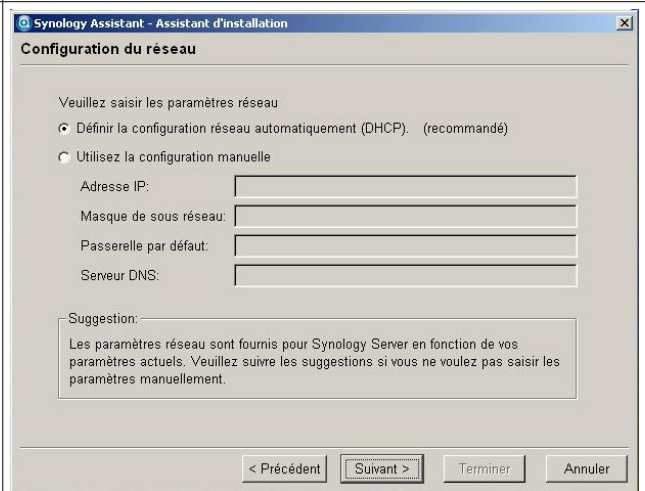 Synology Assistant - Assistant d'installation
Configuration du réseau
Veuillez saisir les paramètres réseau
Définir la configuration réseau automatiquement (DHCP). (recommandé)
Utilisez la configuration manuelle
Adresse IP:
Masque de sous réseau:
Passerelle par défaut:
Serveur DNS:
Suggestion:
Les paramètres réseau sont fournis pour Synology Server en fonction de vos
paramètres actuels. Veuillez suivre les suggestions si vous ne voulez pas saisir les
paramètres manuellement.
< Précédent Suivant > Terminer Annuler